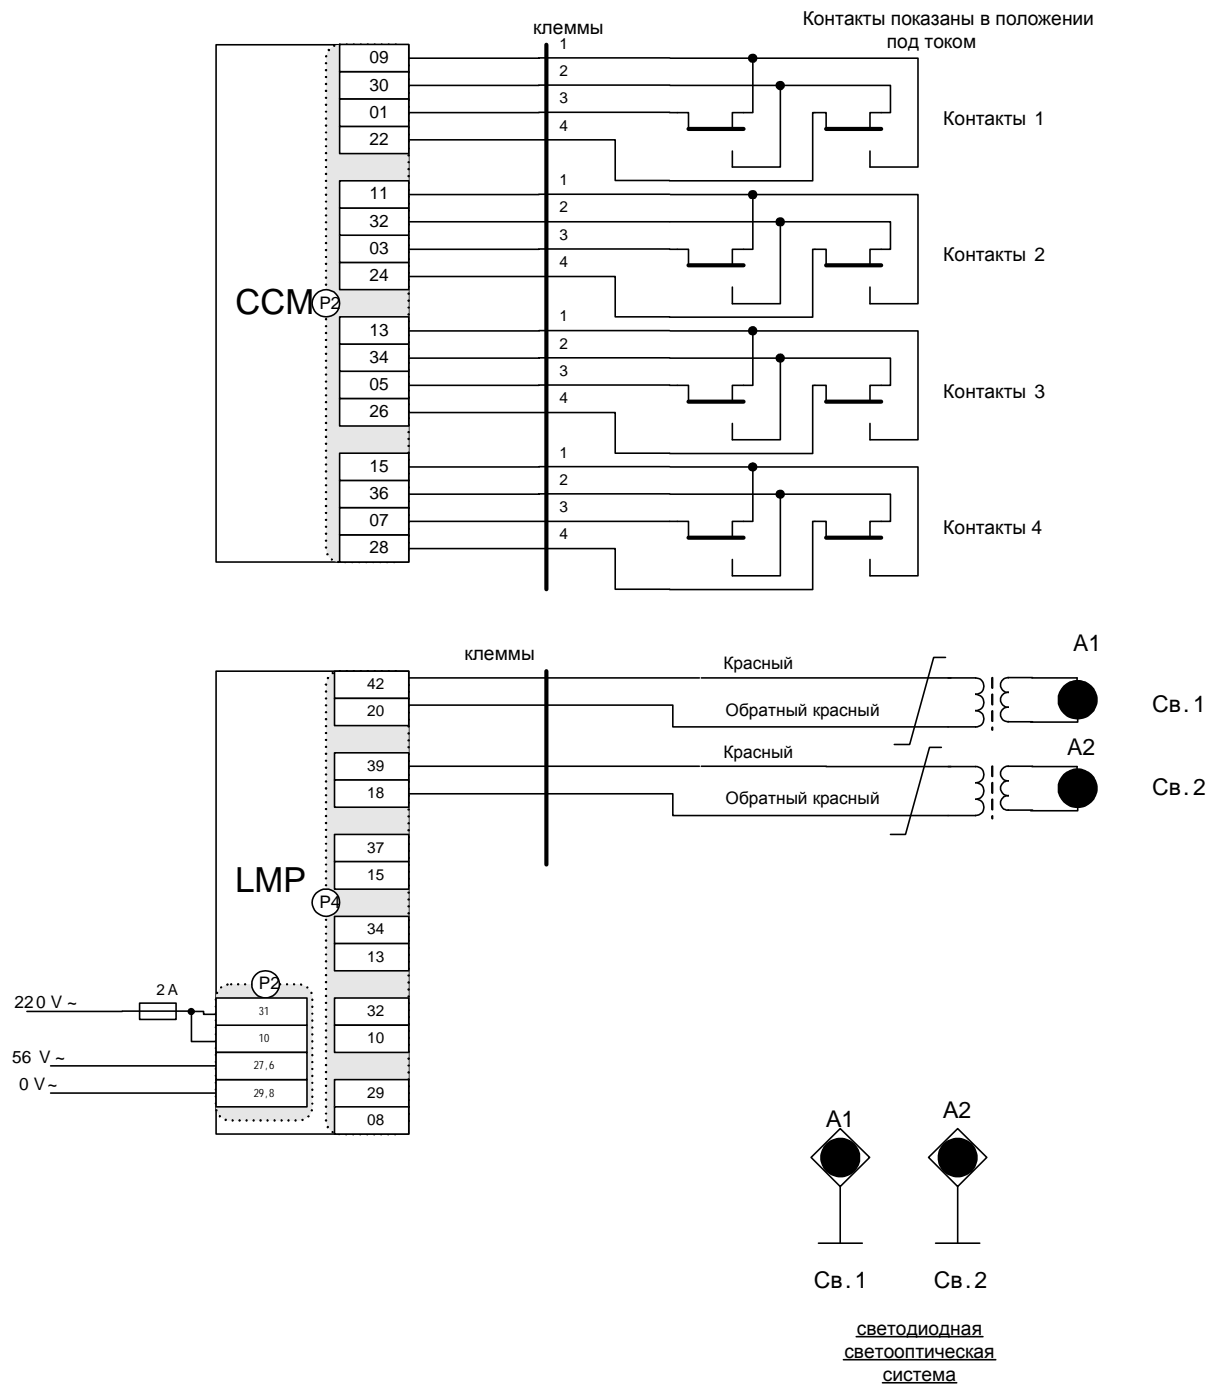 Контакты показаны в положении
под током
клеммы
09
30
01
22
1
2
3
4
Контакты 1
11
32
03
24
1
2
3
4
Контакты 2
CCM
P2
13
34
05
26
1
2
3
4
Контакты 3
15
36
07
28
1
2
3
4
Контакты 4
клеммы
42
20
Красный
Обратный красный
A1
Св.1
39
18
Красный
Обратный красный
A2
Св.2
37
15
LMP
P4
34
13
32
10
29
08
P2
220 V ~
2 A
31
10
56 V ~
27,6
0 V ~
29,8
A1
A2
Св.1
Св.2
светодиодная
светооптическая
система